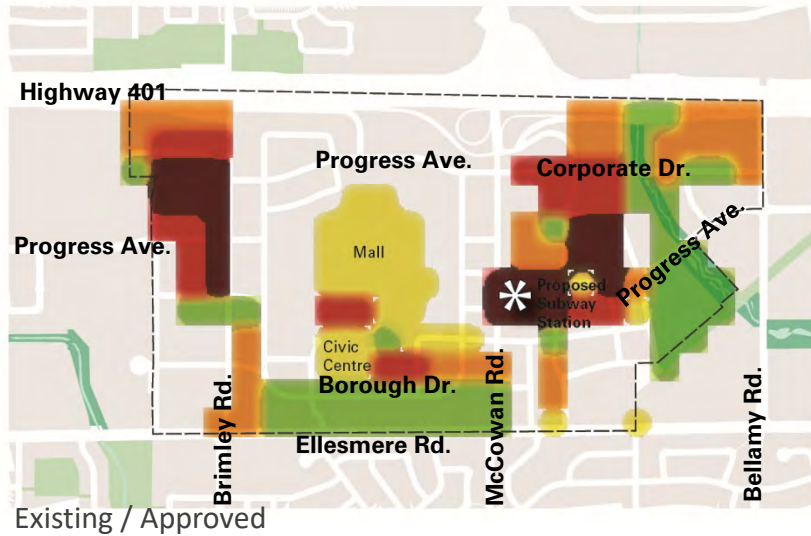 Highway 401
Progress Ave.
Corporate Dr.
Progress Ave.
Mall
Progress Ave.
Proposed
Subway
Station
Civic
Centre
Borough Dr.
Brimley Rd.
McCowan Rd.
Bellamy Rd.
Ellesmere Rd.
Existing / Approved